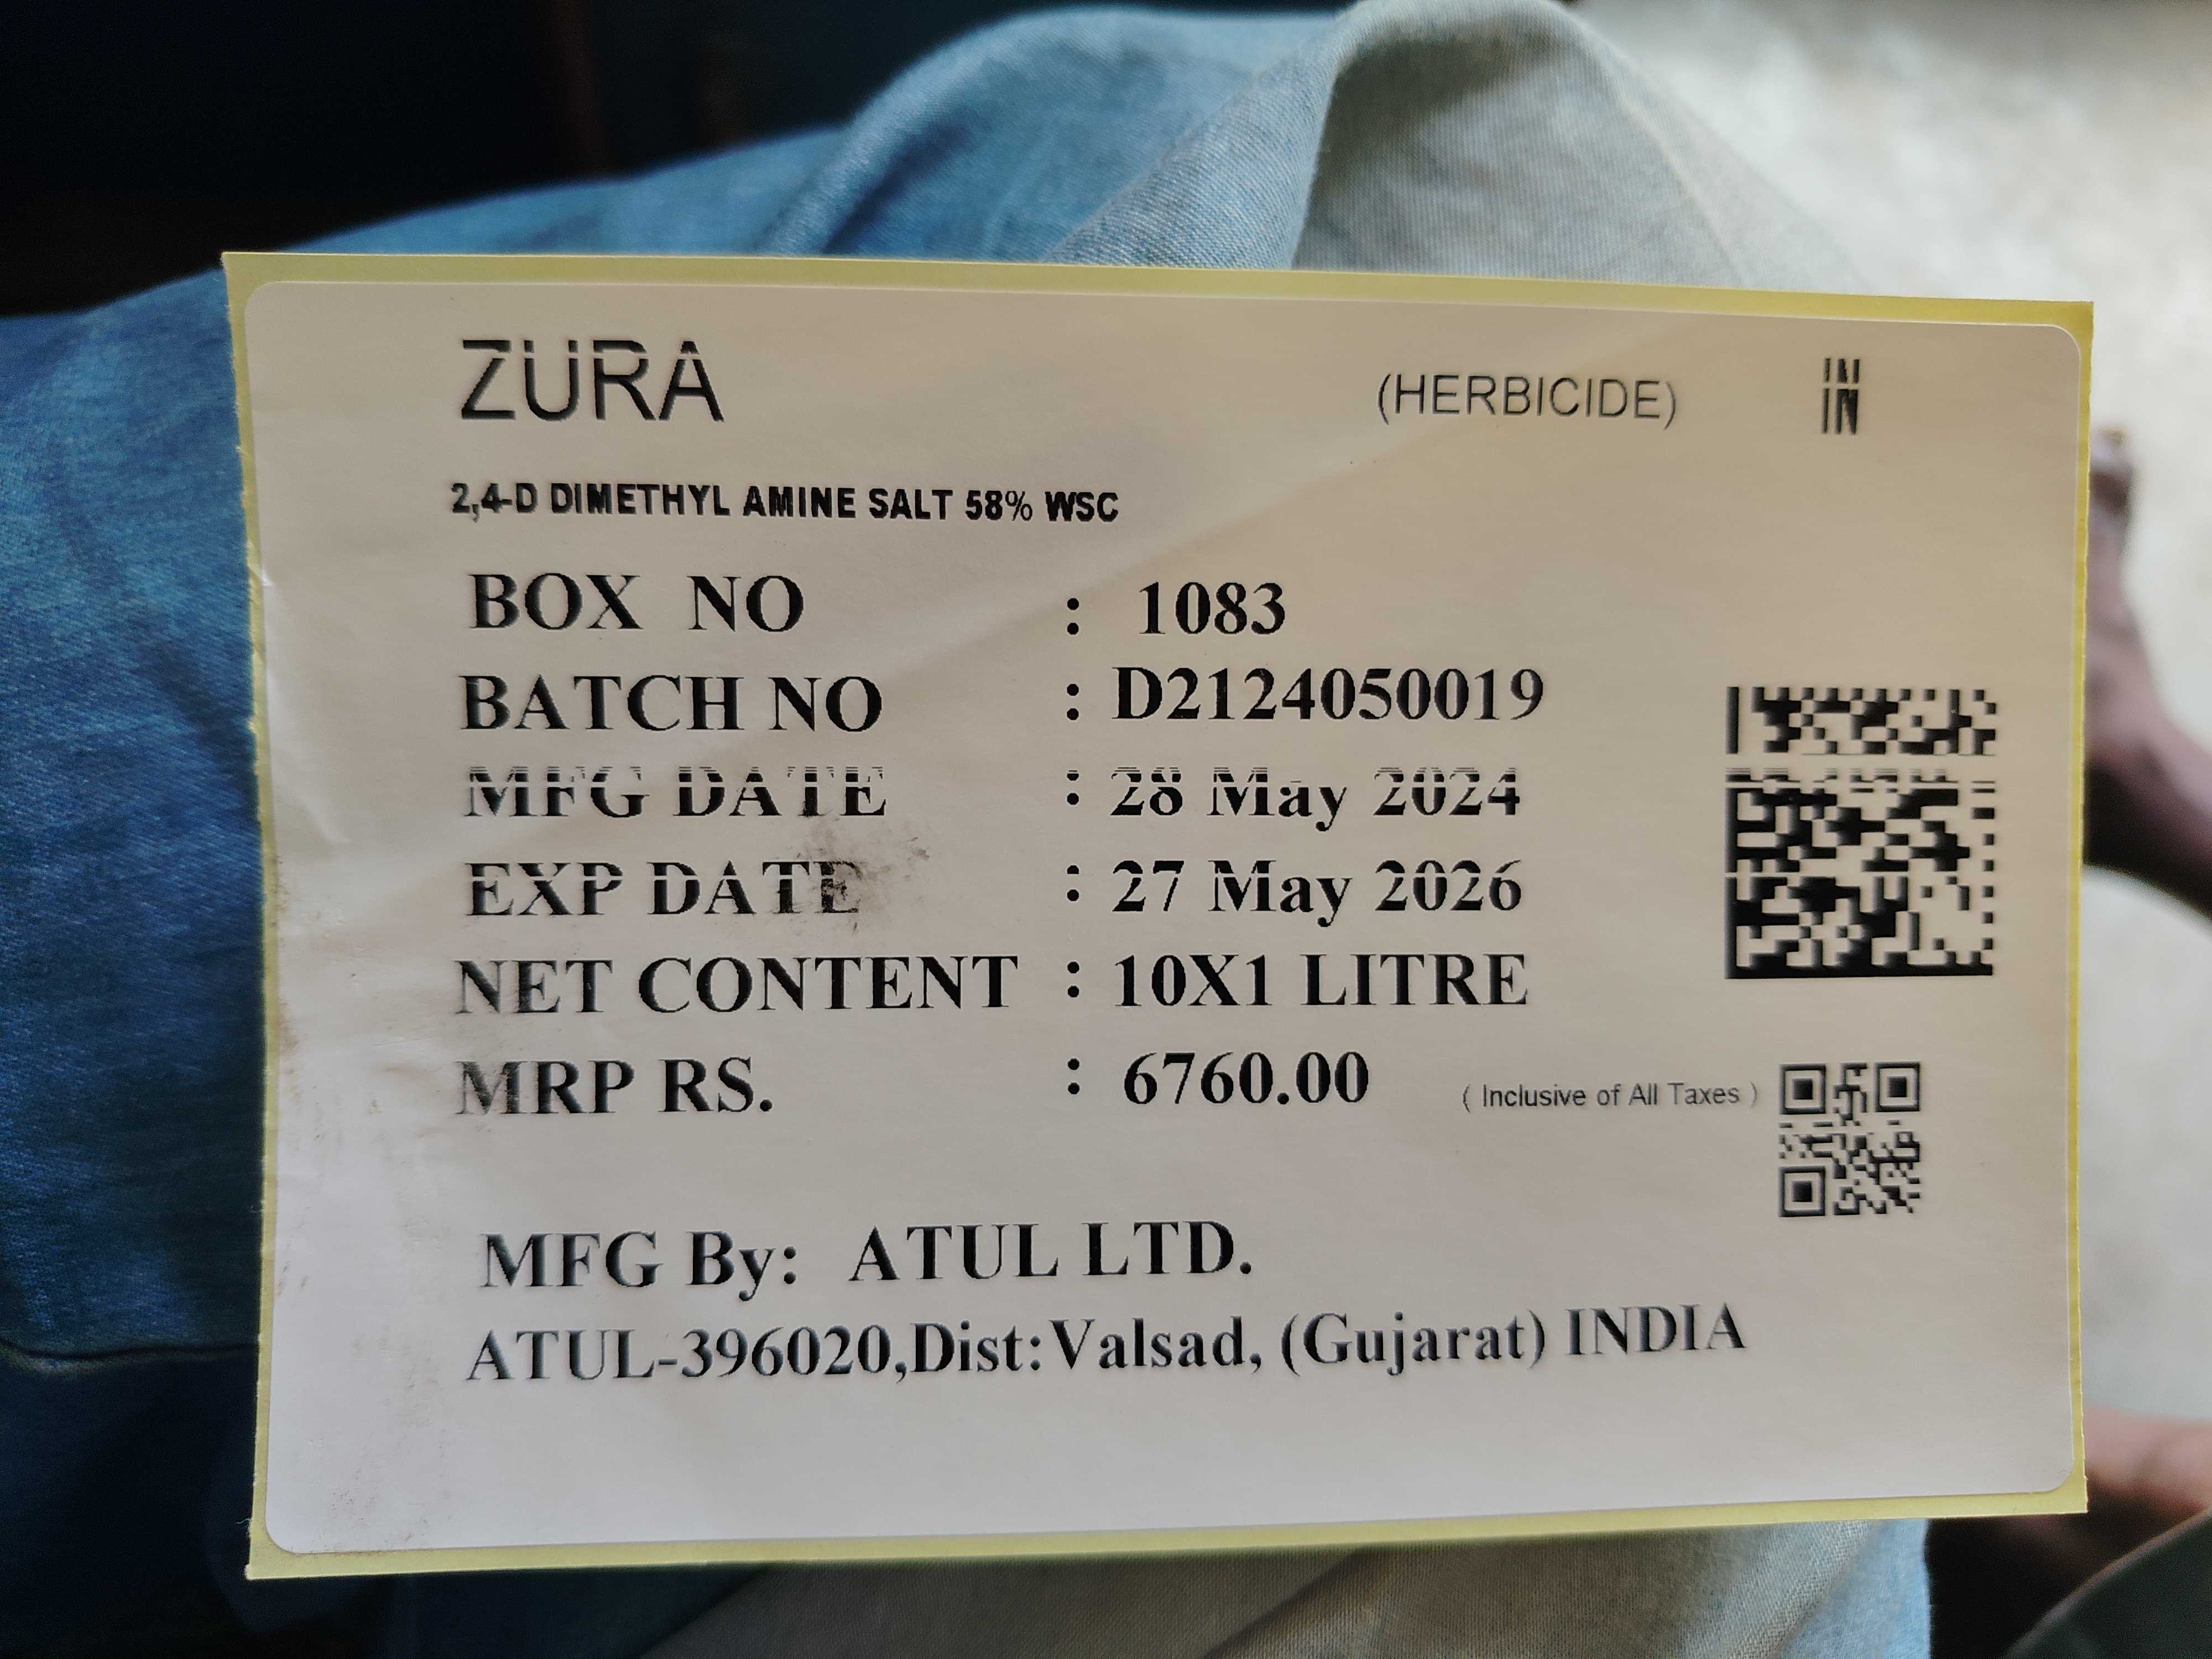 ZURA (HERBICIDE) IN
2,4-D DIMETHYL AMINE SALT 58% WSC
BOX NO : 1083
BATCH NO : D2124050019
MFG DATE : 28 May 2024
EXP DATE : 27 May 2026
NET CONTENT : 10X1 LITRE
MRP RS. : 6760.00 ( Inclusive of All Taxes )
MFG By: ATUL LTD.
ATUL-396020,Dist:Valsad, (Gujarat) INDIA